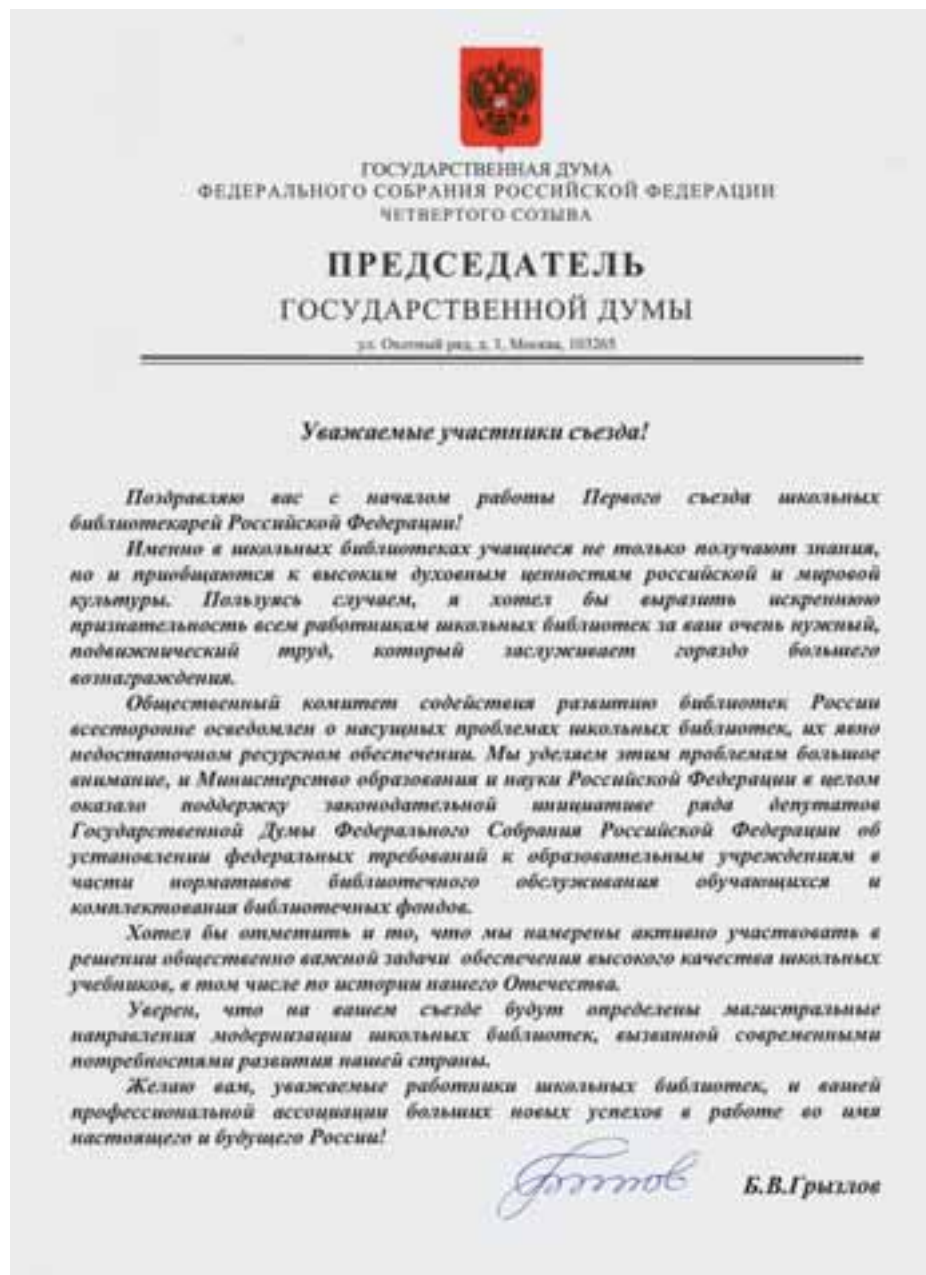 ГОСУДАРСТВЕННАЯ ДУМА
ФЕДЕРАЛЬНОГО СОБРАНИЯ РОССИЙСКОЙ ФЕДЕРАЦИИ
ЧЕТВЕРТОГО СОЗЫВА
ПРЕДСЕДАТЕЛЬ
ГОСУДАРСТВЕННОЙ ДУМЫ
ул. Охотный ряд, д. 1, Москва, 103265
Уважаемые участники съезда!
Поздравляю вас с началом работы Первого съезда школьных
библиотекарей Российской Федерации!
Именно в школьных библиотеках учащиеся не только получают знания,
но и приобщаются к высоким духовным ценностям российской и мировой
культуры. Пользуясь случаем, я хотел бы выразить искреннюю
признательность всем работникам школьных библиотек за ваш очень нужный,
подвижнический труд, который заслуживает гораздо большего
вознаграждения.
Общественный комитет содействия развитию библиотек России
всесторонне осведомлен о насущных проблемах школьных библиотек, их явно
недостаточном ресурсном обеспечении. Мы уделяем этим проблемам большое
внимание, и Министерство образования и науки Российской Федерации в целом
оказало поддержку законодательной инициативе ряда депутатов
Государственной Думы Федерального Собрания Российской Федерации об
установлении федеральных требований к образовательным учреждениям в
части нормативов библиотечного обслуживания обучающихся и
комплектования библиотечных фондов.
Хотел бы отметить и то, что мы намерены активно участвовать в
решении общественно важной задачи обеспечения высокого качества школьных
учебников, в том числе по истории нашего Отечества.
Уверен, что на вашем съезде будут определены магистральные
направления модернизации школьных библиотек, вызванной современными
потребностями развития нашей страны.
Желаю вам, уважаемые работники школьных библиотек, и вашей
профессиональной ассоциации больших новых успехов в работе во имя
настоящего и будущего России!
Б.В.Грызлов